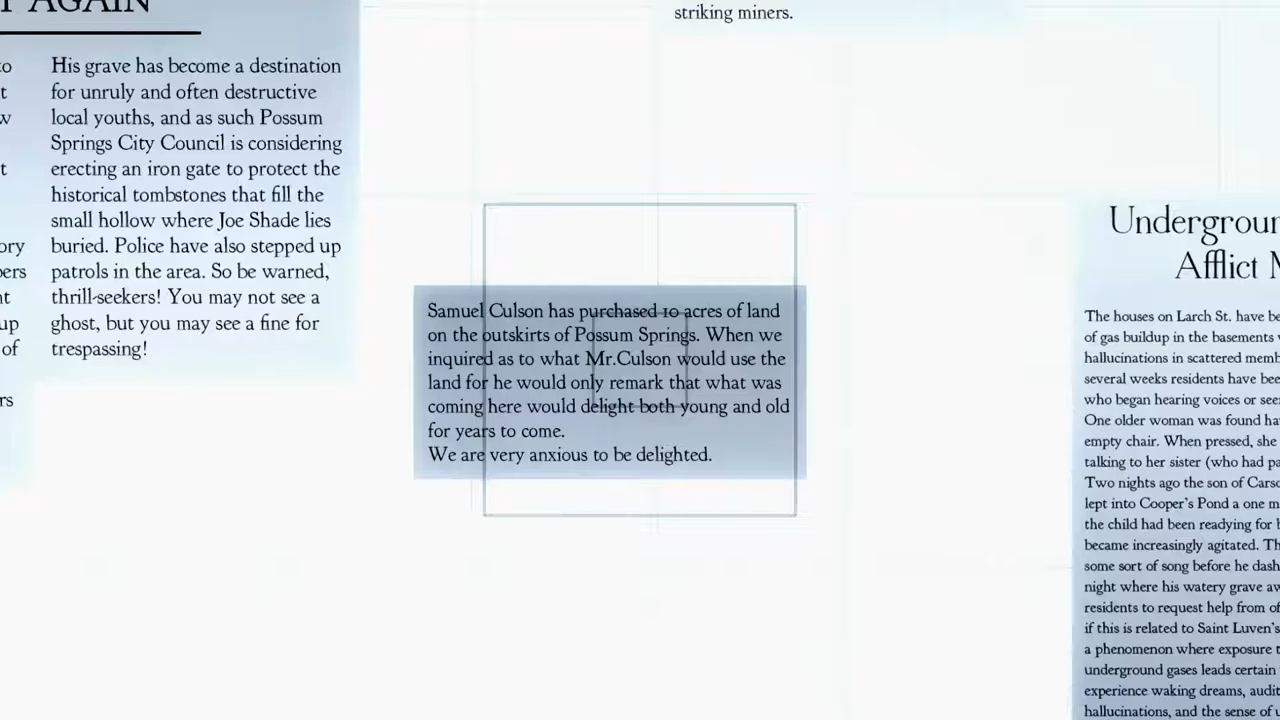 AGAIN
striking miners.
to
t
w
t
ory
pers
nt
up
of
rs
His grave has become a destination
for unruly and often destructive
local youths, and as such Possum
Springs City Council is considering
erecting an iron gate to protect the
historical tombstones that fill the
small hollow where Joe Shade lies
buried. Police have also stepped up
patrols in the area. So be warned,
thrill-seekers! You may not see a
ghost, but you may see a fine for
trespassing!
Samuel Culson has purchased 10 acres of land
on the outskirts of Possum Springs. When we
inquired as to what Mr.Culson would use the
land for he would only remark that what was
coming here would delight both young and old
for years to come.
We are very anxious to be delighted.
Undergroun
Afflict
The houses on Larch St. have be
of gas buildup in the basements
hallucinations in scattered memb
several weeks residents have bee
who began hearing voices or see
One older woman was found ha
empty chair. When pressed, she
talking to her sister (who had pa
Two nights ago the son of Carso
lept into Cooper's Pond a one m
the child had been readying for b
became increasingly agitated. Th
some sort of song before he dash
night where his watery grave aw
residents to request help from of
if this is related to Saint Luven's
a phenomenon where exposure t
underground gases leads certain
experience waking dreams, audit
hallucinations, and the sense of u